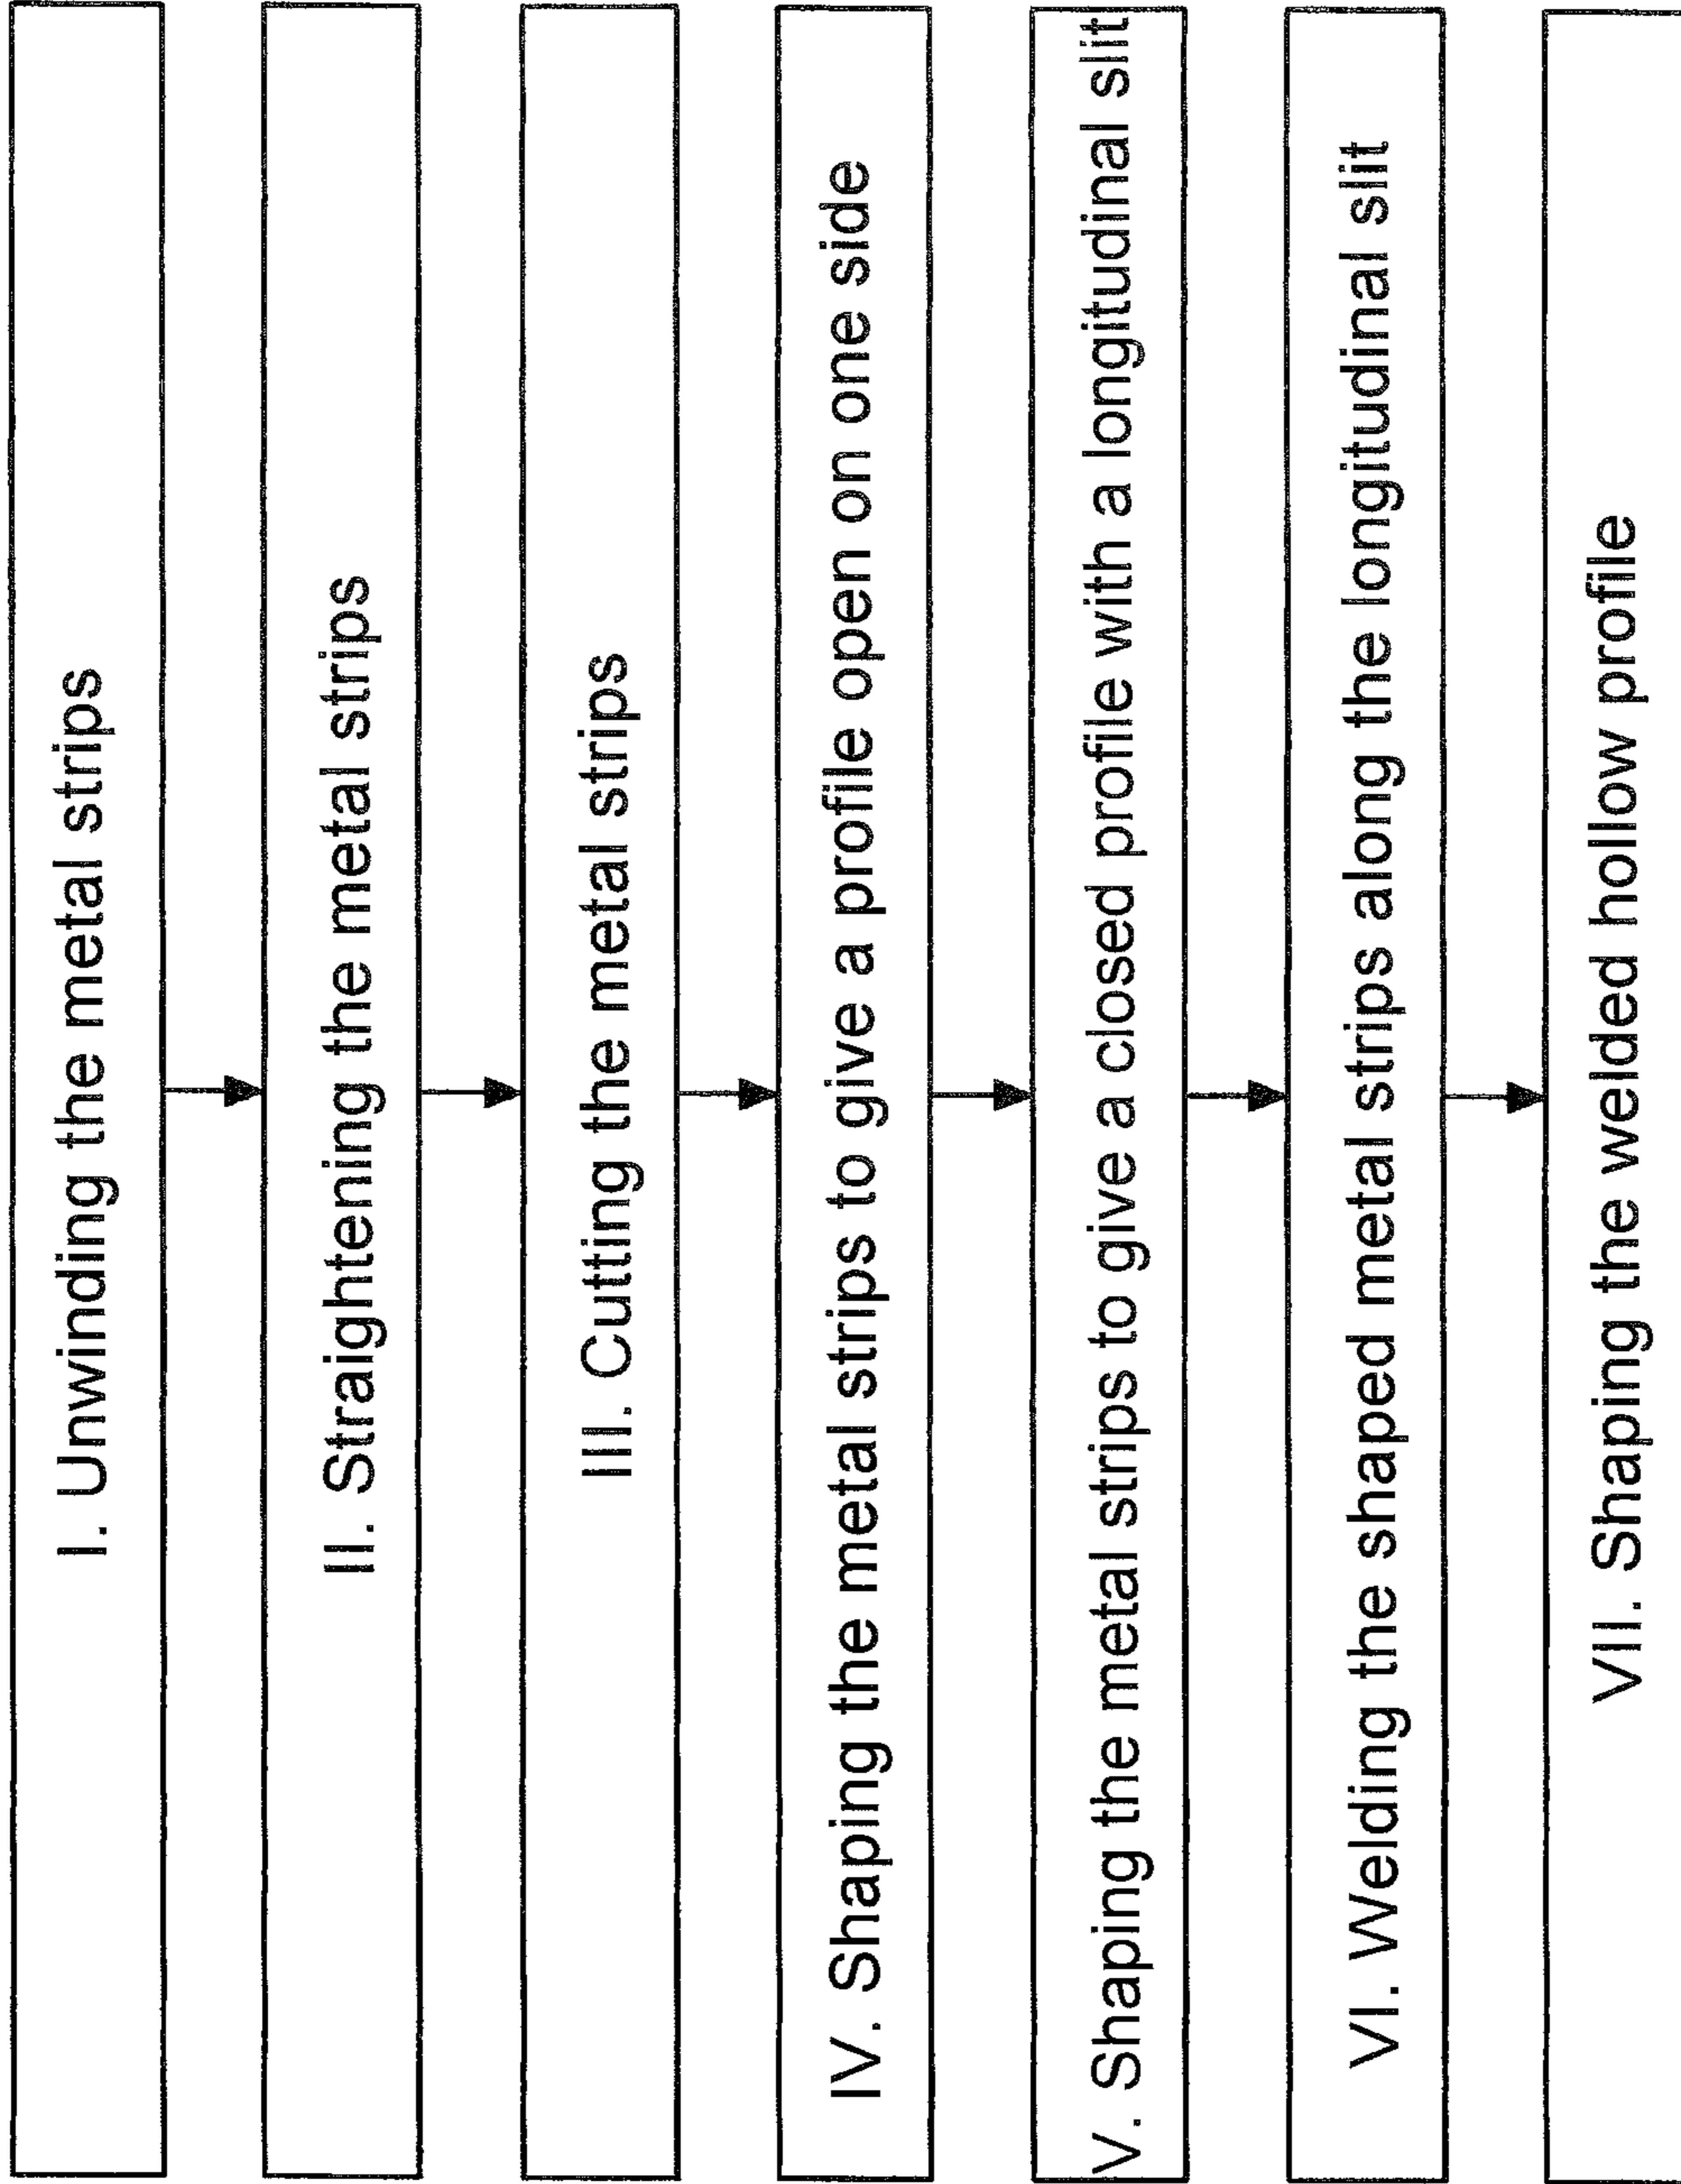 I. Unwinding the metal strips
II. Straightening the metal strips
III. Cutting the metal strips
IV. Shaping the metal strips to give a profile open on one side
V. Shaping the metal strips to give a closed profile with a longitudinal slit
VI. Welding the shaped metal strips along the longitudinal slit
VII. Shaping the welded hollow profile